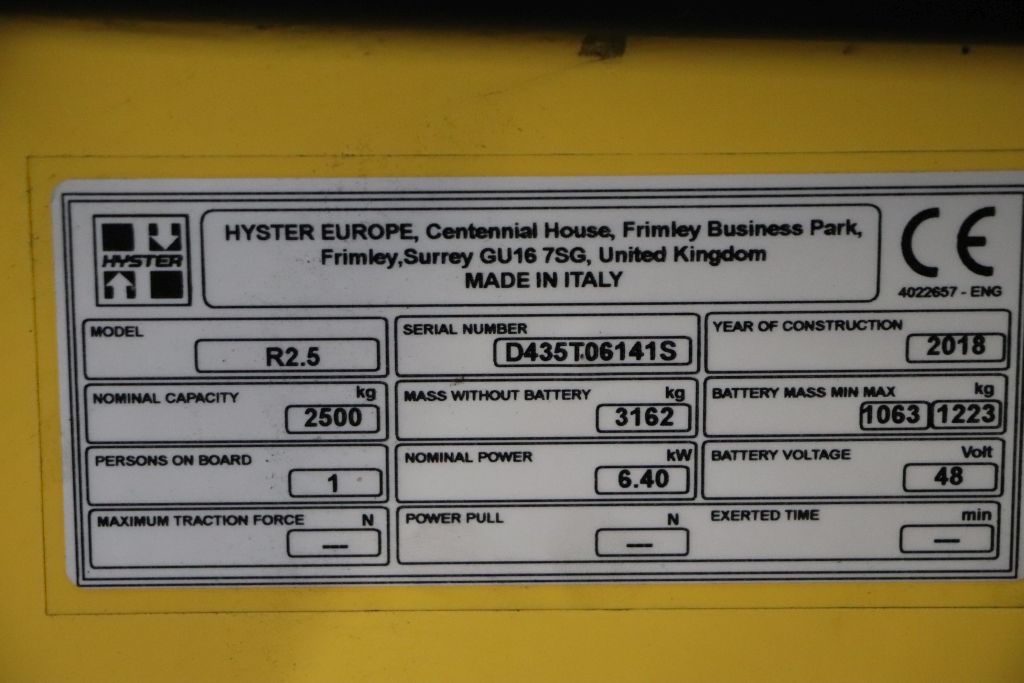 HYSTER
HYSTER EUROPE, Centennial House, Frimley Business Park,
Frimley,Surrey GU16 7SG, United Kingdom
MADE IN ITALY
CE
4022657 - ENG
MODEL
R2.5
SERIAL NUMBER
D435T06141S
YEAR OF CONSTRUCTION
2018
NOMINAL CAPACITY kg
2500
MASS WITHOUT BATTERY kg
3162
BATTERY MASS MIN MAX kg
1063 1223
PERSONS ON BOARD
1
NOMINAL POWER kW
6.40
BATTERY VOLTAGE Volt
48
MAXIMUM TRACTION FORCE N
---
POWER PULL N
---
EXERTED TIME min
---